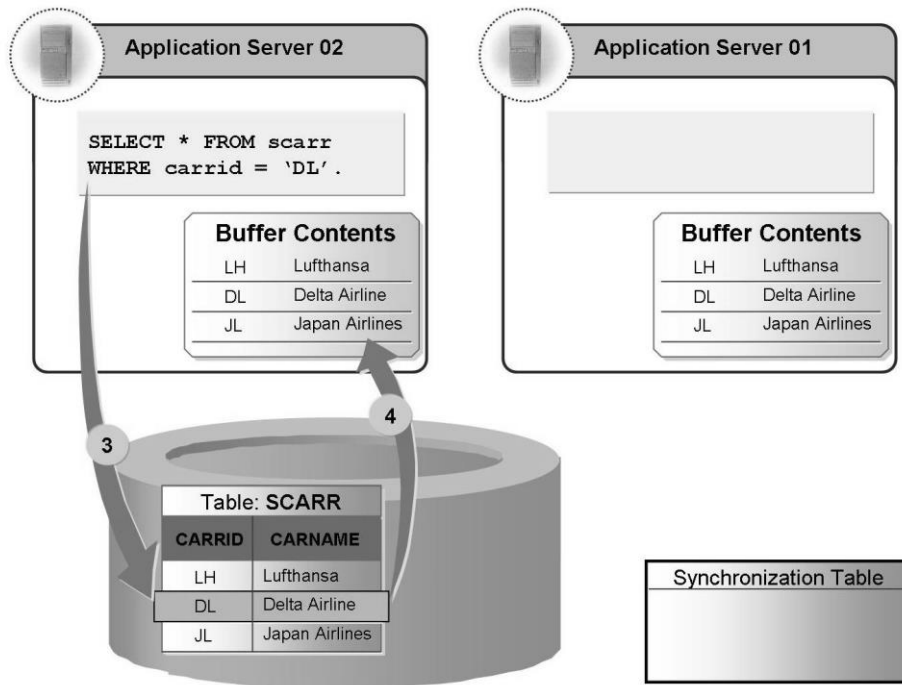 Application Server 02
SELECT * FROM scarr
WHERE carrid = ‘DL’.
Buffer Contents
LH Lufthansa
DL Delta Airline
JL Japan Airlines
Application Server 01
Buffer Contents
LH Lufthansa
DL Delta Airline
JL Japan Airlines
3
4
Table: SCARR
CARRID CARNAME
LH Lufthansa
DL Delta Airline
JL Japan Airlines
Synchronization Table